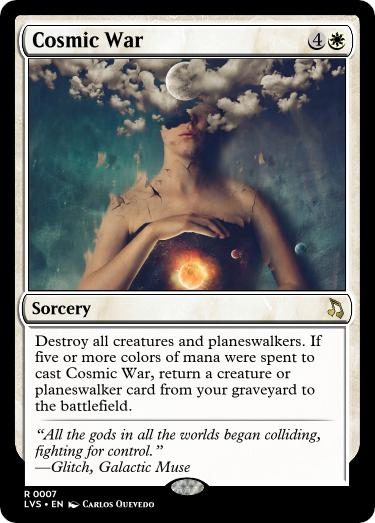 Cosmic War 4
Sorcery
Destroy all creatures and planeswalkers. If
five or more colors of mana were spent to
cast Cosmic War, return a creature or
planeswalker card from your graveyard to
the battlefield.
“All the gods in all the worlds began colliding,
fighting for control.”
—Glitch, Galactic Muse
R 0007
LVS • EN Carlos Quevedo